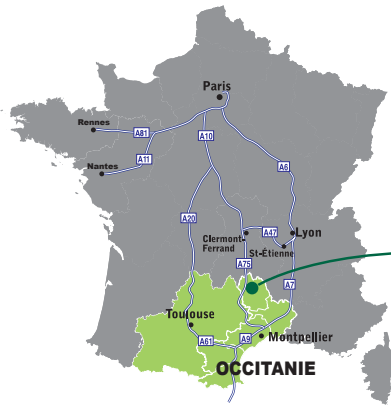 Paris
Rennes
A81
A10
A11
Nantes
A6
A20
Clermont-
Ferrand
A47
Lyon
St-Étienne
A75
A7
Toulouse
A61
A9
Montpellier
OCCITANIE